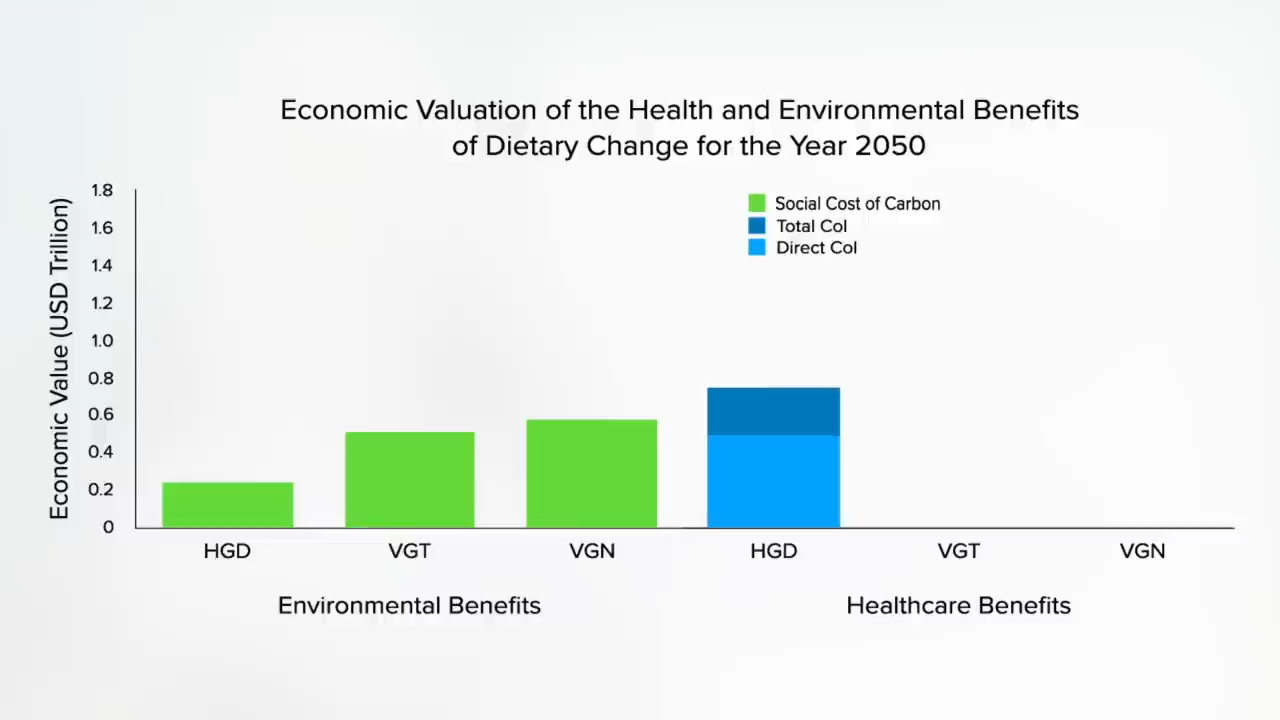 Economic Valuation of the Health and Environmental Benefits
of Dietary Change for the Year 2050
Economic Value (USD Trillion)
1.8
1.6
1.4
1.2
1.0
0.8
0.6
0.4
0.2
0
Social Cost of Carbon
Total CoI
Direct CoI
HGD
VGT
VGN
HGD
VGT
VGN
Environmental Benefits
Healthcare Benefits